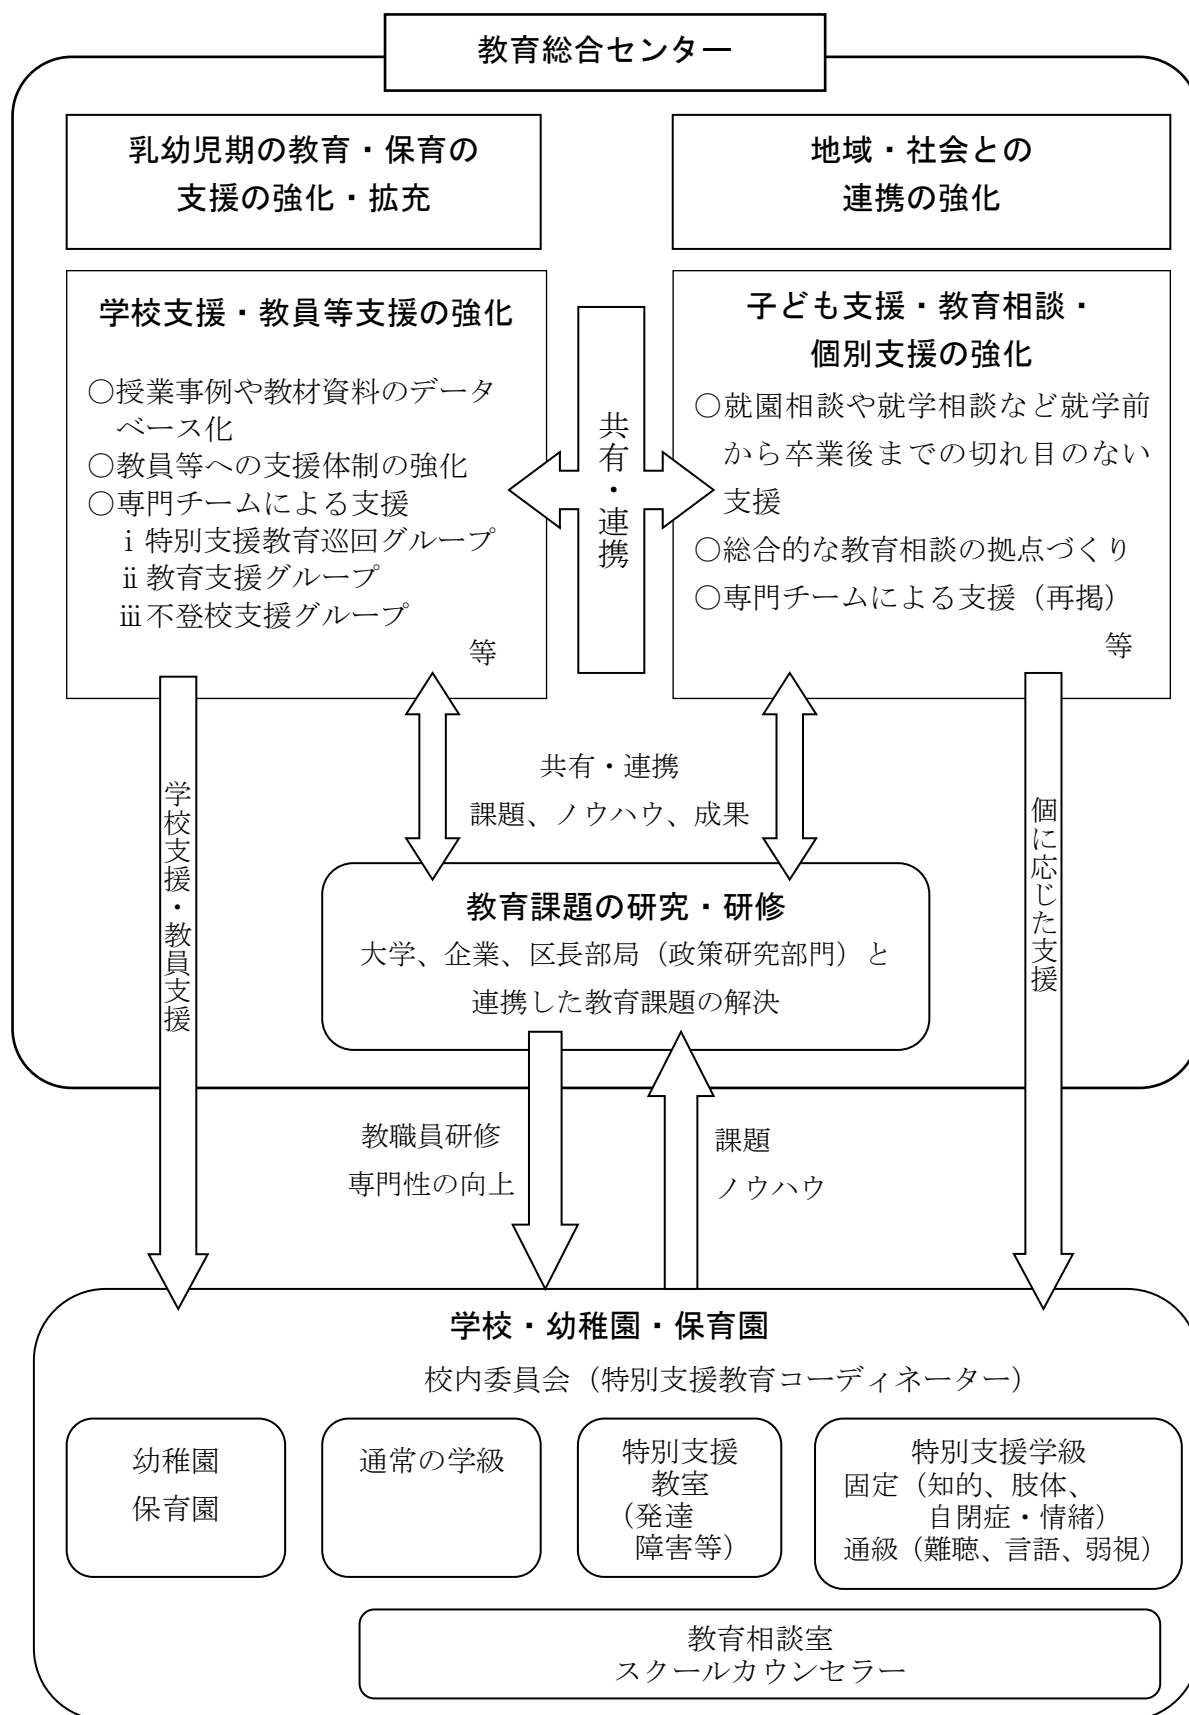 教育総合センター
乳幼児期の教育・保育の
支援の強化・拡充
地域・社会との
連携の強化
学校支援・教員等支援の強化
○授業事例や教材資料のデータ
ベース化
○教員等への支援体制の強化
○専門チームによる支援
ⅰ特別支援教育巡回グループ
ⅱ教育支援グループ
ⅲ不登校支援グループ
等
共有・連携
子ども支援・教育相談・
個別支援の強化
○就園相談や就学相談など就学前
から卒業後までの切れ目のない
支援
○総合的な教育相談の拠点づくり
○専門チームによる支援（再掲）
等
学校支援・教員支援
共有・連携
課題、ノウハウ、成果
個に応じた支援
教育課題の研究・研修
大学、企業、区長部局（政策研究部門）と
連携した教育課題の解決
教職員研修
専門性の向上
課題
ノウハウ
学校・幼稚園・保育園
校内委員会（特別支援教育コーディネーター）
幼稚園
保育園
通常の学級
特別支援
教室
（発達
障害等）
特別支援学級
固定（知的、肢体、
自閉症・情緒）
通級（難聴、言語、弱視）
教育相談室
スクールカウンセラー